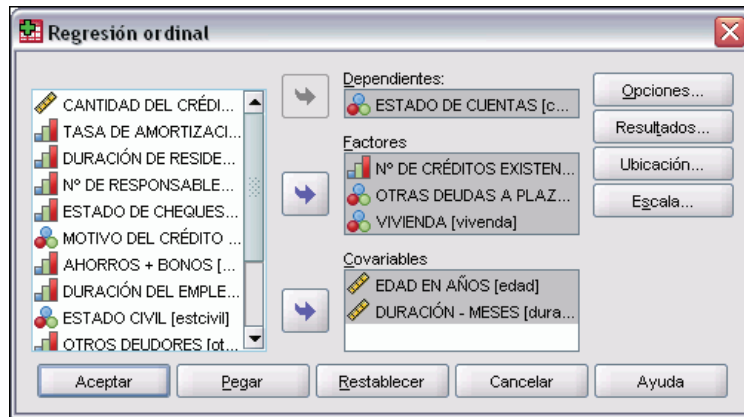 Regresión ordinal
CANTIDAD DEL CRÉDI...
TASA DE AMORTIZACI...
DURACIÓN DE RESIDE...
Nº DE RESPONSABLE...
ESTADO DE CHEQUES...
MOTIVO DEL CRÉDITO ...
AHORROS + BONOS [...
DURACIÓN DEL EMPLE...
ESTADO CIVIL [estcivil]
OTROS DEUDORES [ot...
Dependientes:
ESTADO DE CUENTAS [c...
Factores
Nº DE CRÉDITOS EXISTEN...
OTRAS DEUDAS A PLAZ...
VIVIENDA [vivenda]
Covariables
EDAD EN AÑOS [edad]
DURACIÓN - MESES [dura...
Opciones...
Resultados...
Ubicación...
Escala...
Aceptar
Pegar
Restablecer
Cancelar
Ayuda